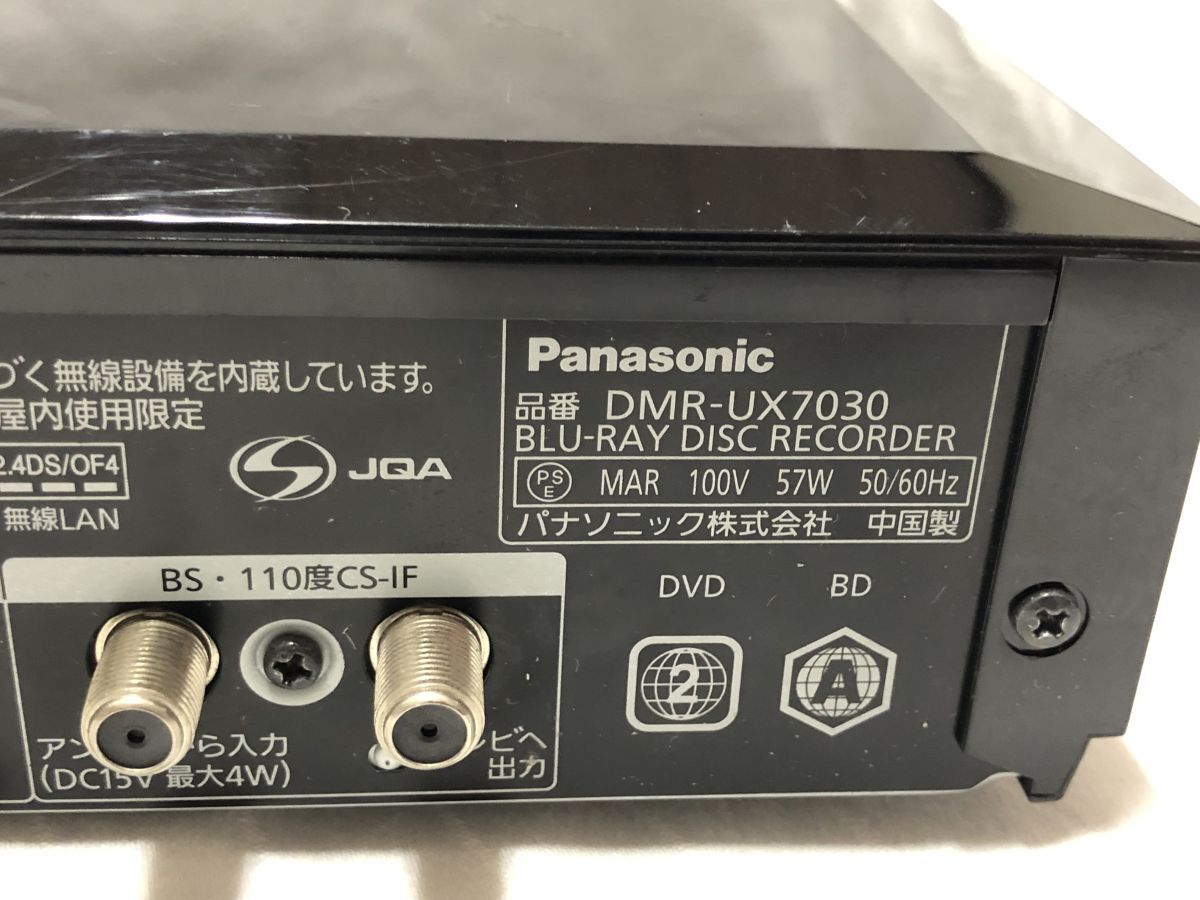 づく無線設備を内蔵しています。
屋内使用限定
2.4DS/OF4
無線LAN
JQA
Panasonic
品番 DMR-UX7030
BLU-RAY DISC RECORDER
PSE MAR 100V 57W 50/60Hz
パナソニック株式会社 中国製
BS・110度CS-IF
アン から入力
(DC15V 最大4W)
レビへ
出力
DVD
BD
2
A